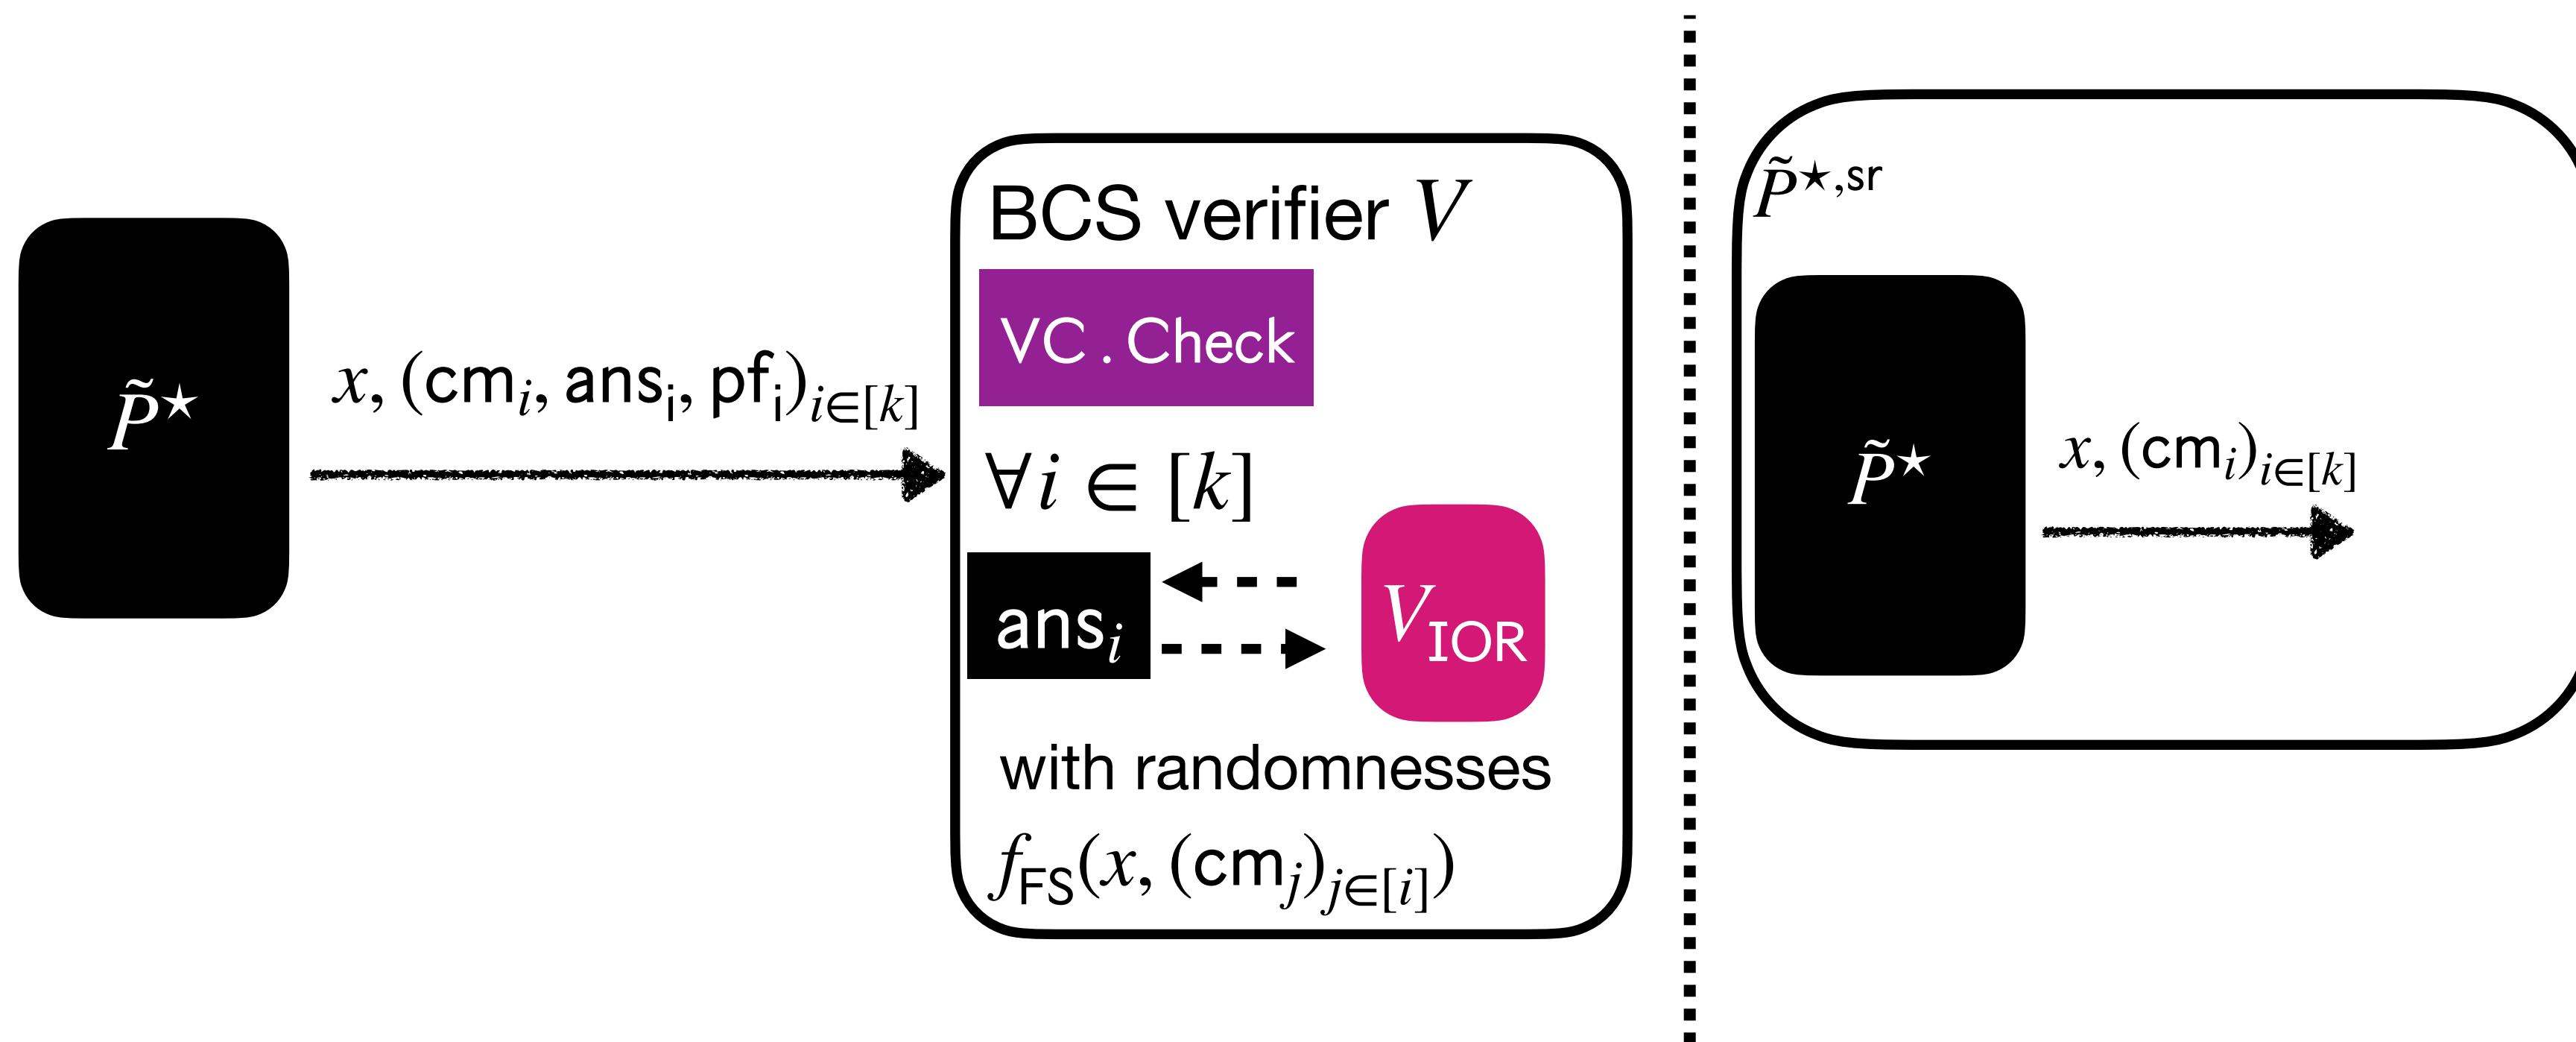 P̃⋆
x, (cmᵢ, ansᵢ, pfᵢ)ᵢ∈[k]
BCS verifier V
VC.Check
∀i ∈ [k]
ansᵢ
V_IOR
with randomnesses
f_FS(x, (cmⱼ)ⱼ∈[i])
P̃⋆,sr
P̃⋆
x, (cmᵢ)ᵢ∈[k]